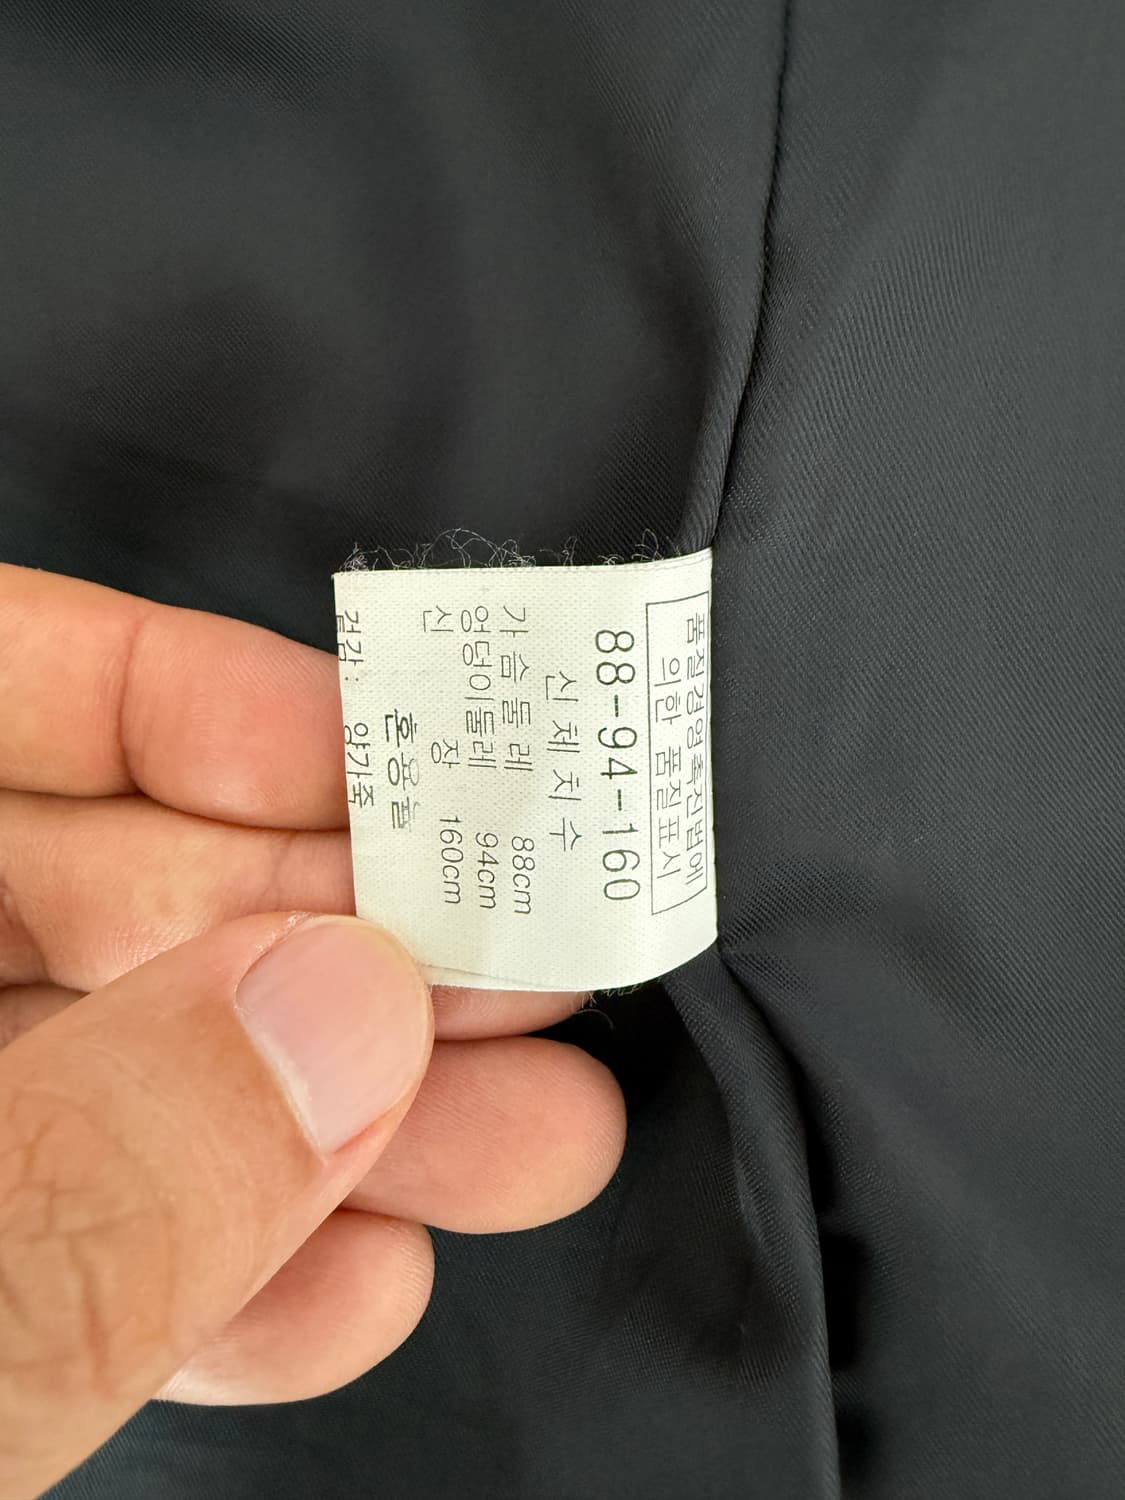 품질경영촉진법에
의한 품질표시
88-94-160
신체치수
가슴둘레 88cm
엉덩이둘레 94cm
신장 160cm
혼용율
겉감: 양가죽